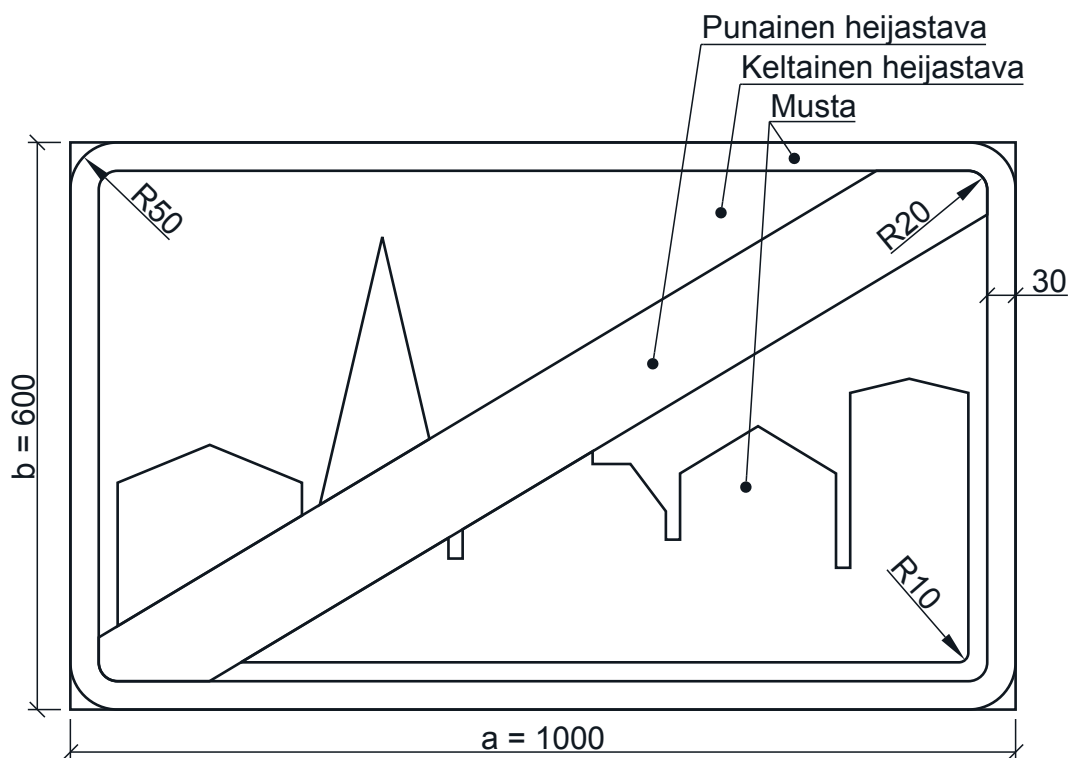 Punainen heijastava
Keltainen heijastava
Musta
R50
R20
30
b = 600
R10
a = 1000